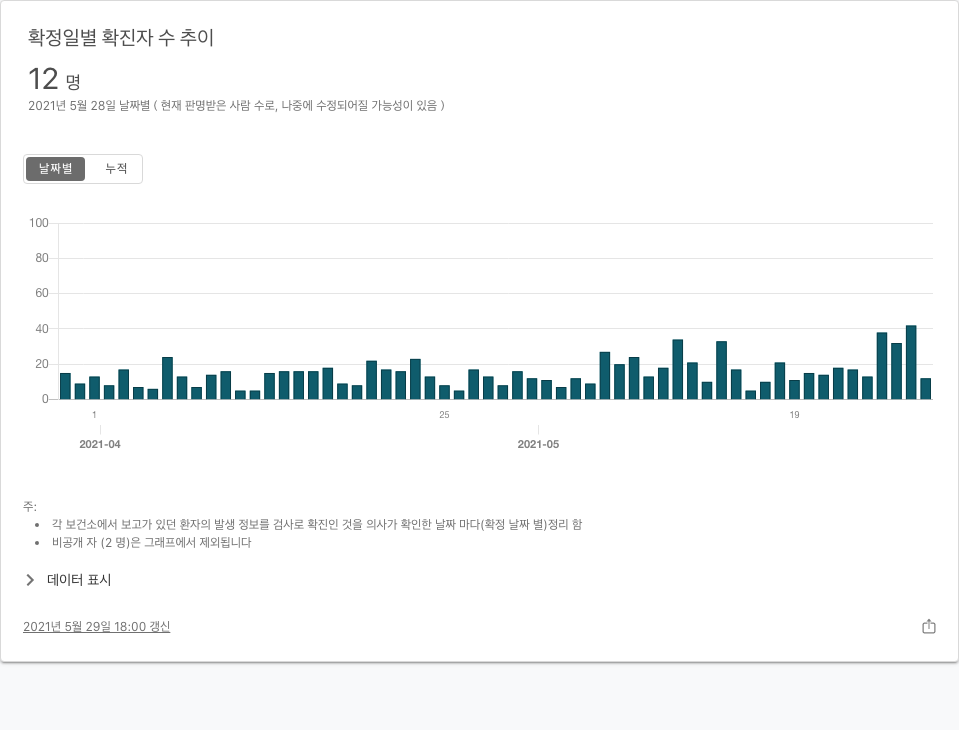 확정일별 확진자 수 추이
12 명
2021년 5월 28일 날짜별 ( 현재 판명받은 사람 수로, 나중에 수정되어질 가능성이 있음 )
날짜별 누적
100
80
60
40
20
0
1 25 19
2021-04 2021-05
주:
• 각 보건소에서 보고가 있던 환자의 발생 정보를 검사로 확진인 것을 의사가 확인한 날짜 마다(확정 날짜 별)정리 함
• 비공개 자 (2 명)은 그래프에서 제외됩니다
데이터 표시
2021년 5월 29일 18:00 갱신